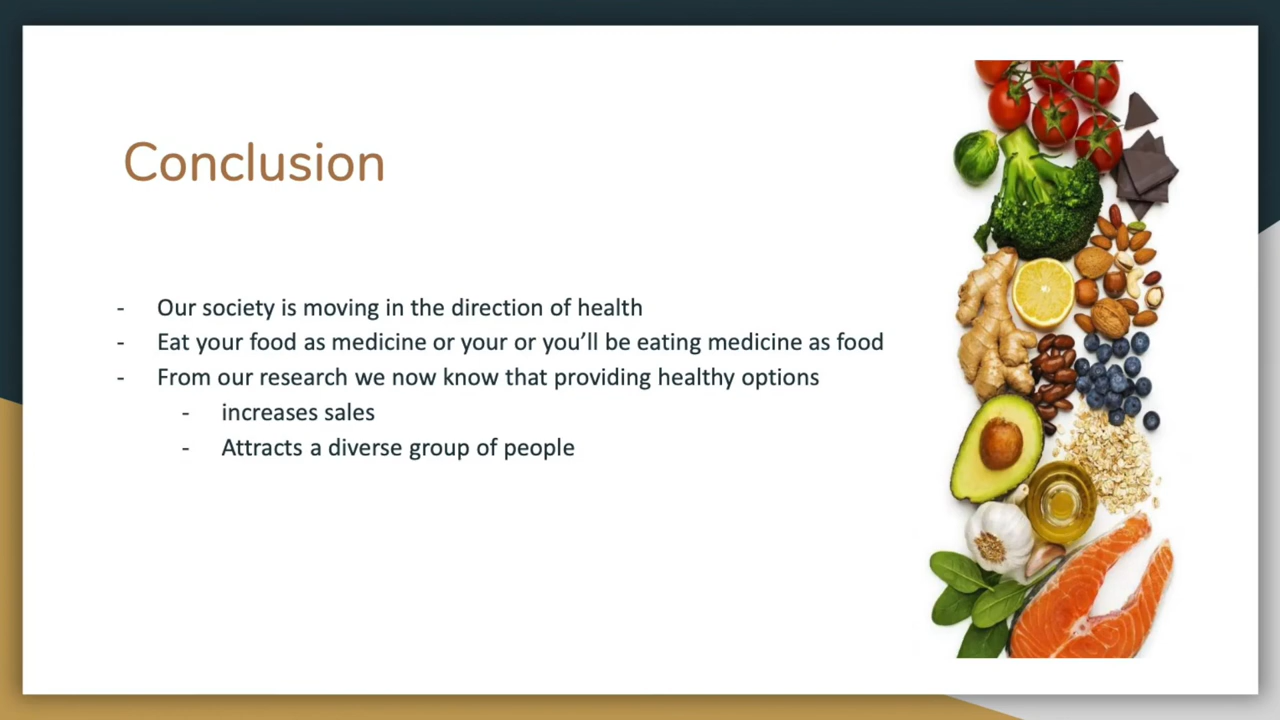 Conclusion
- Our society is moving in the direction of health
- Eat your food as medicine or your or you’ll be eating medicine as food
- From our research we now know that providing healthy options
- increases sales
- Attracts a diverse group of people